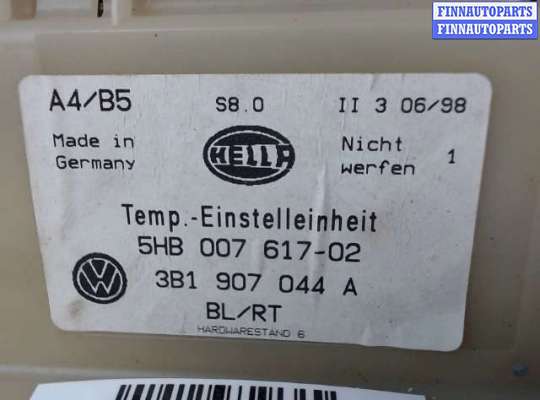 FINNAUTOPARTS
FINNAUTOPARTS
A4/B5 S8.0 II 3 06/98
Made in
Germany
HELLA
Nicht
werfen 1
Temp.-Einstelleinheit
5HB 007 617-02
3B1 907 044 A
BL/RT
HARDWARESTAND 6